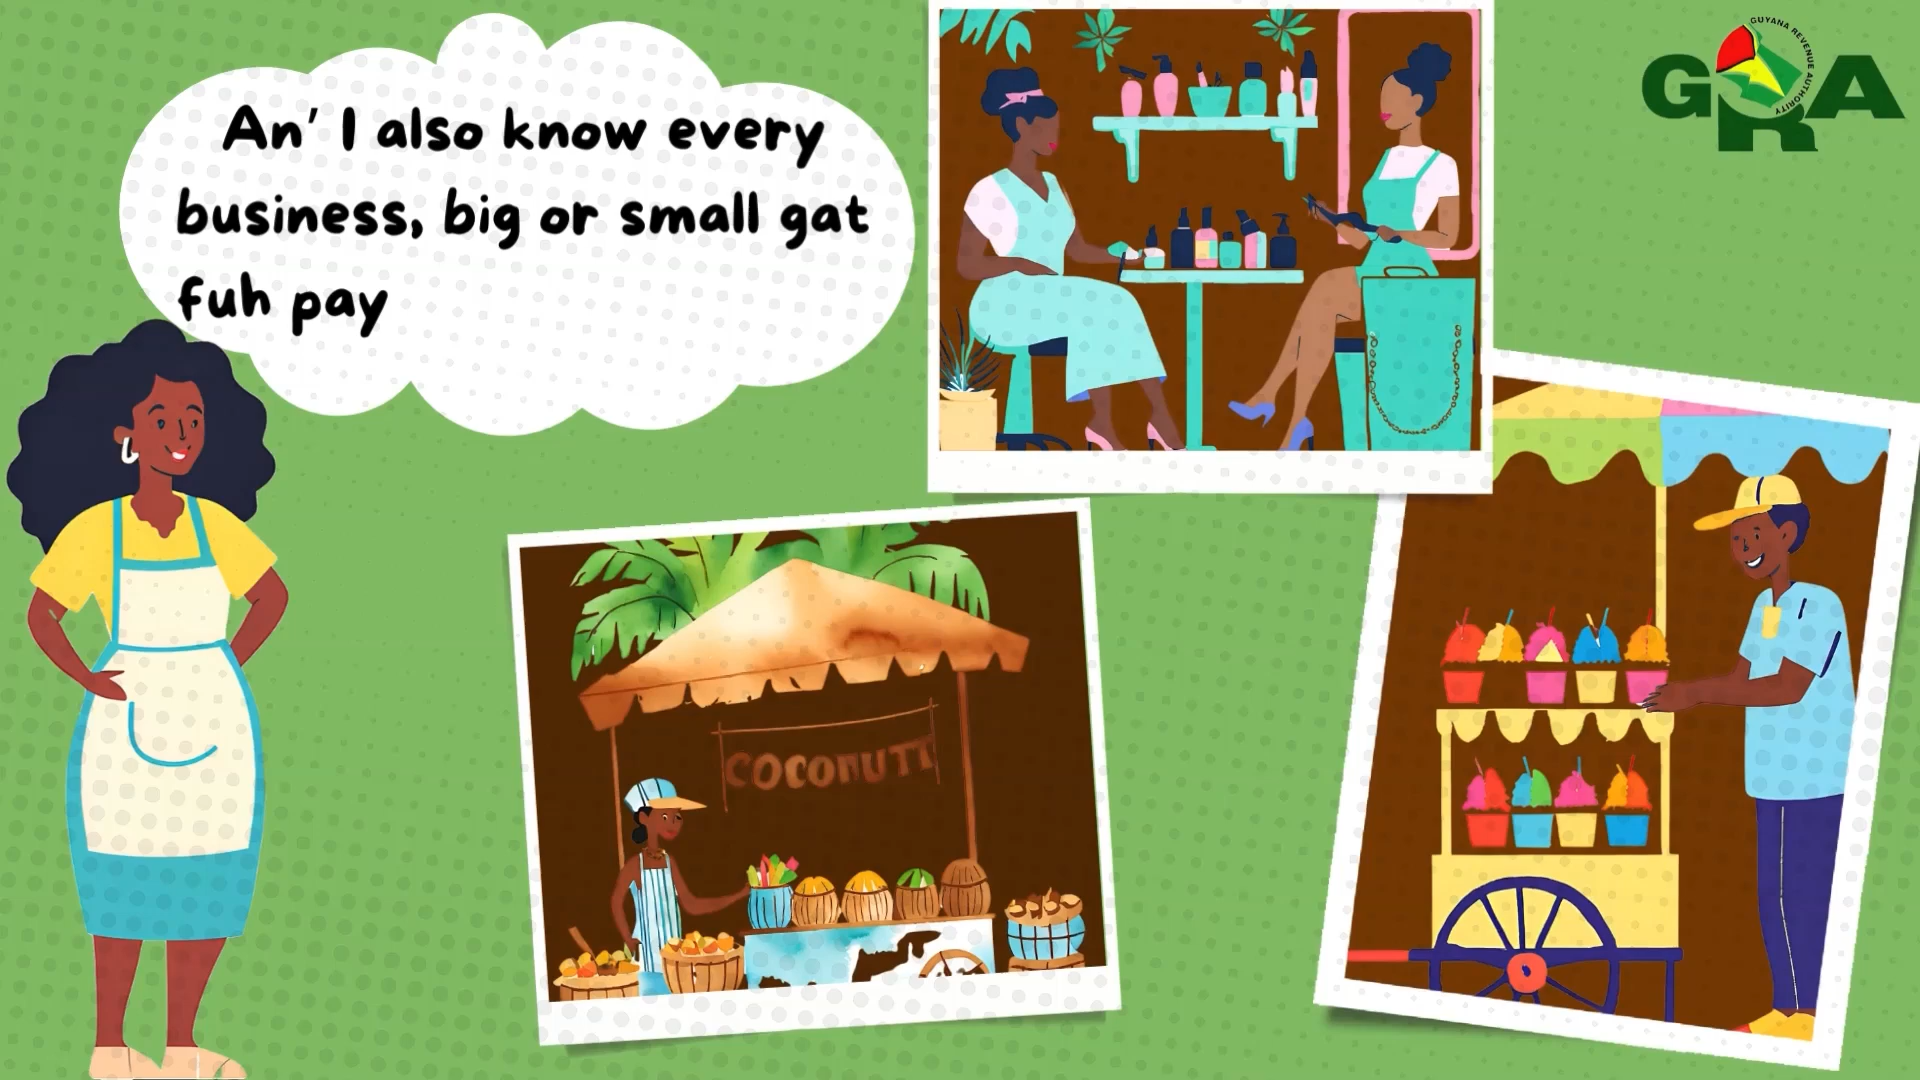 An' I also know every
business, big or small gat
fuh pay
GRA
GUYANA REVENUE AUTHORITY
COCONUTT